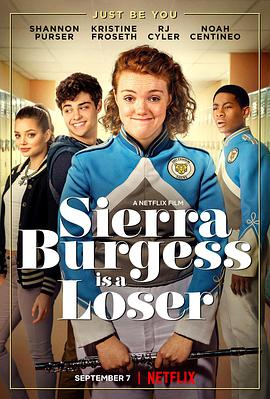 JUST BE YOU
SHANNON PURSER
KRISTINE FROSETH
RJ CYLER
NOAH CENTINEO
A NETFLIX FILM
Sierra
Burgess
is a
Loser
SEPTEMBER 7 | NETFLIX